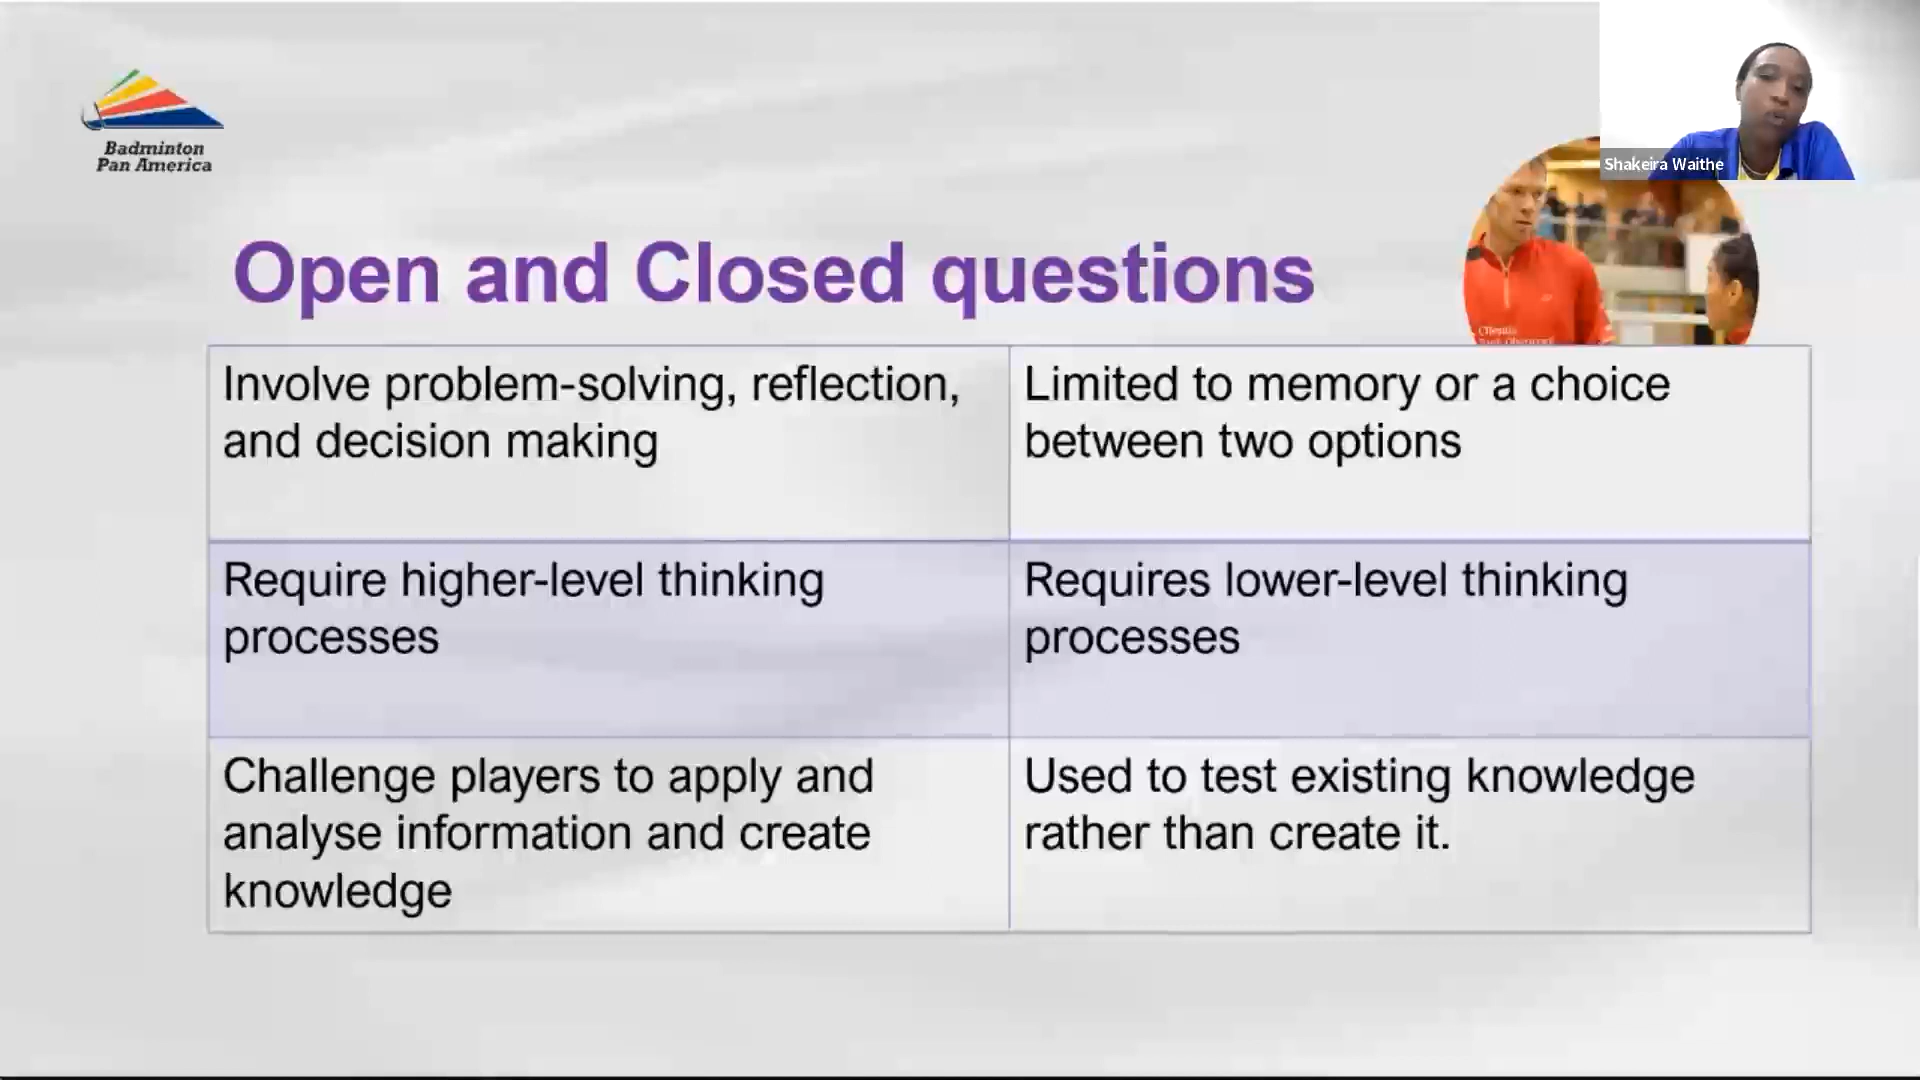 Badminton
Pan America
Shakeira Waithe
Open and Closed questions
Involve problem-solving, reflection,
and decision making
Limited to memory or a choice
between two options
Require higher-level thinking
processes
Requires lower-level thinking
processes
Challenge players to apply and
analyse information and create
knowledge
Used to test existing knowledge
rather than create it.